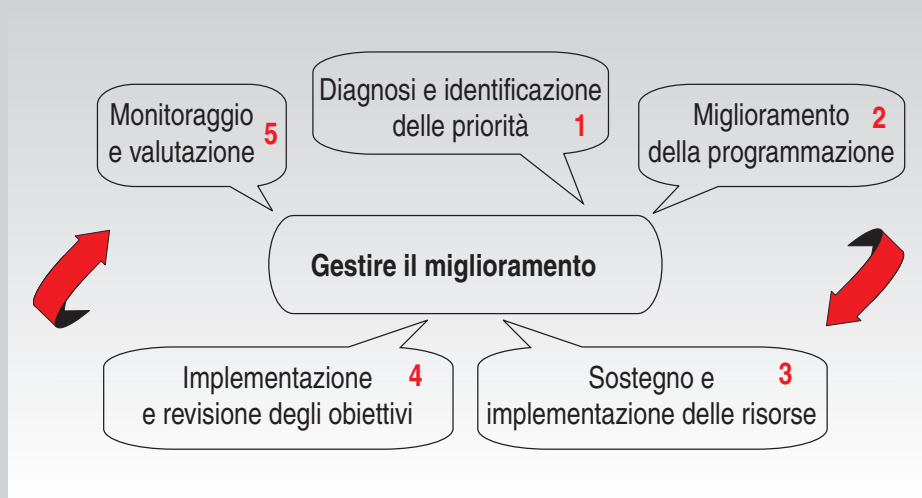 Diagnosi e identificazione
delle priorità 1
Miglioramento 2
della programmazione
Sostegno e 3
implementazione delle risorse
Implementazione 4
e revisione degli obiettivi
Monitoraggio
e valutazione 5
Gestire il miglioramento